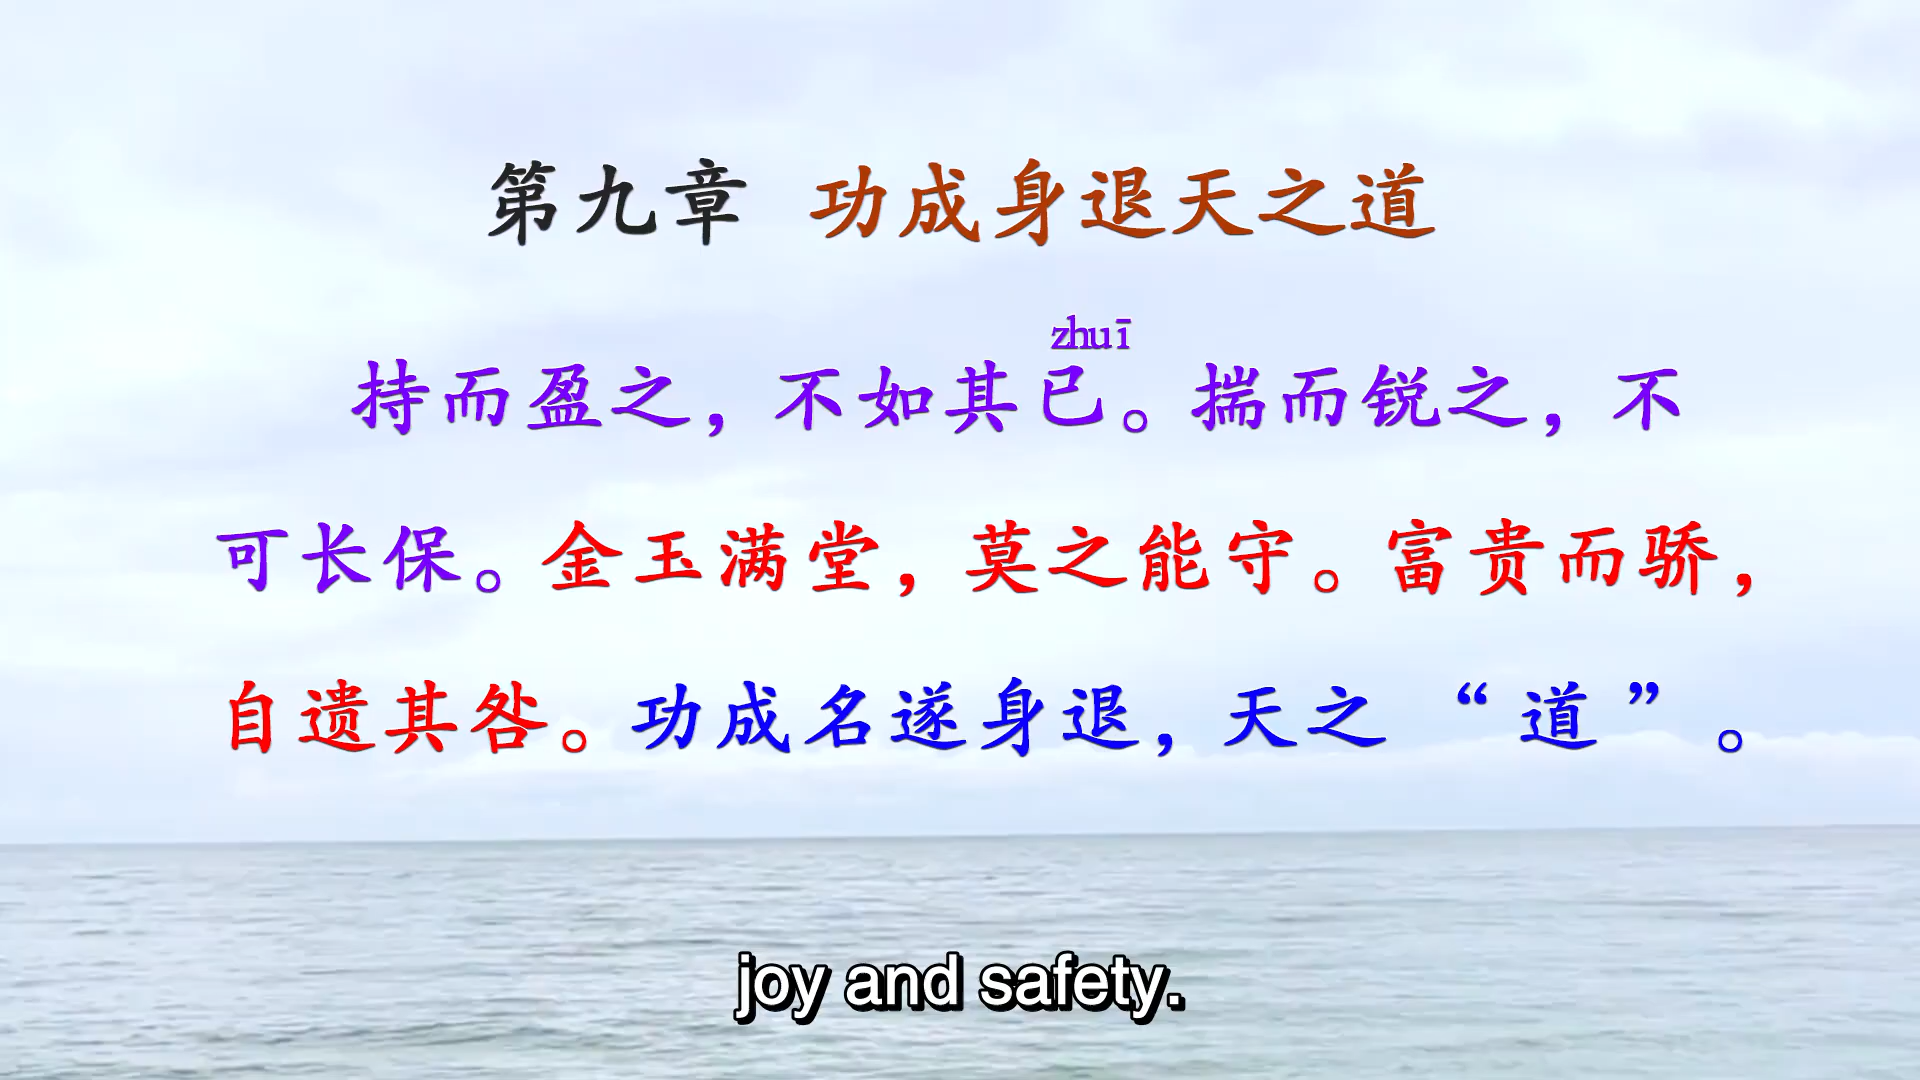 第九章 功成身退天之道
zhuī
持而盈之，不如其已。揣而锐之，不
可长保。金玉满堂，莫之能守。富贵而骄，
自遗其咎。功成名遂身退，天之“道”。
joy and safety.